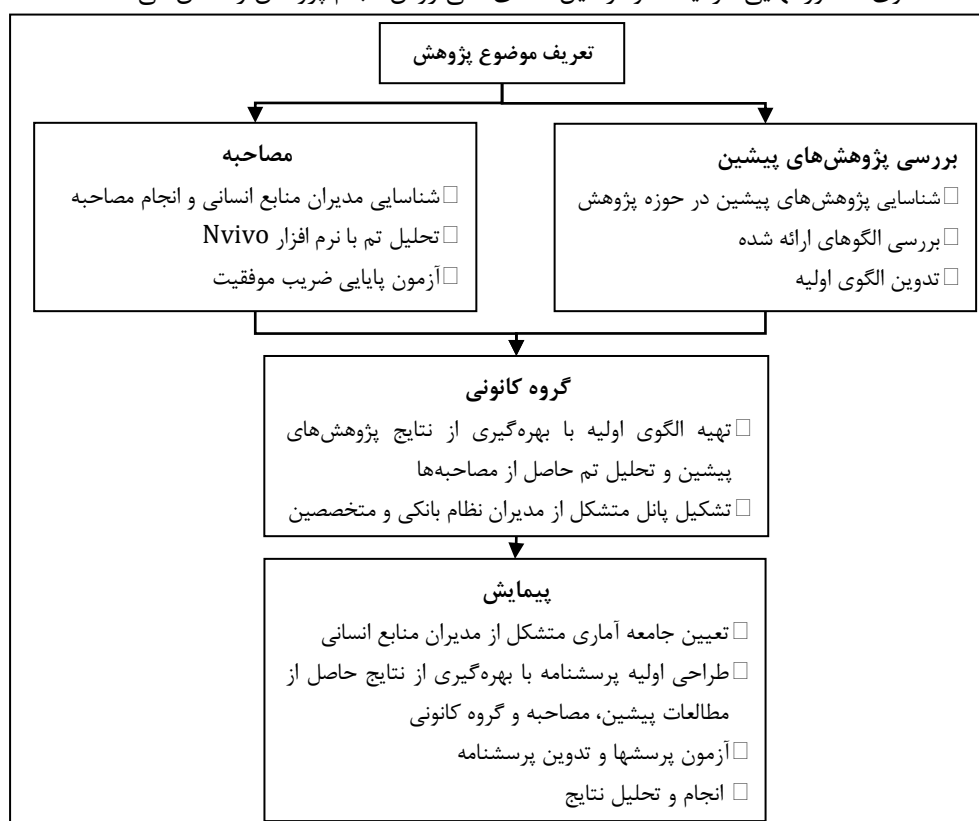 تعریف موضوع پژوهش
بررسی پژوهش‌های پیشین
□ شناسایی پژوهش‌های پیشین در حوزه پژوهش
□ بررسی الگوهای ارائه شده
□ تدوین الگوی اولیه
مصاحبه
□ شناسایی مدیران منابع انسانی و انجام مصاحبه
□ تحلیل تم با نرم افزار Nvivo
□ آزمون پایایی ضریب موفقیت
گروه کانونی
□ تهیه الگوی اولیه با بهره‌گیری از نتایج پژوهش‌های
پیشین و تحلیل تم حاصل از مصاحبه‌ها
□ تشکیل پانل متشکل از مدیران نظام بانکی و متخصصین
پیمایش
□ تعیین جامعه آماری متشکل از مدیران منابع انسانی
□ طراحی اولیه پرسشنامه با بهره‌گیری از نتایج حاصل از
مطالعات پیشین، مصاحبه و گروه کانونی
□ آزمون پرسشها و تدوین پرسشنامه
□ انجام و تحلیل نتایج